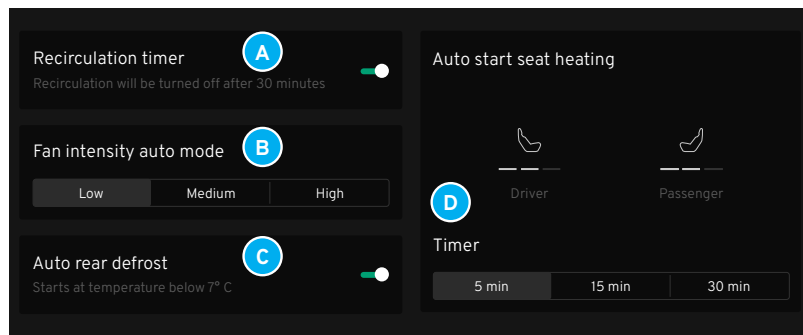 Recirculation timer
A
Recirculation will be turned off after 30 minutes
Fan intensity auto mode
B
Low Medium High
Auto rear defrost
C
Starts at temperature below 7° C
Auto start seat heating
Driver Passenger
D
Timer
5 min 15 min 30 min